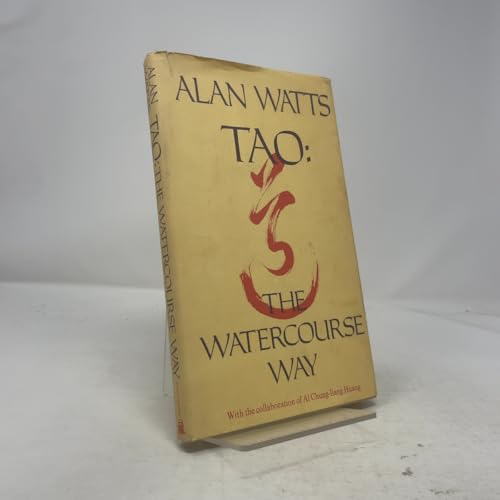 ALAN WATTS
TAO:
THE
WATERCOURSE
WAY
With the collaboration of Al Chung-liang Huang
ALAN TAO: THE WATERCOURSE WAY